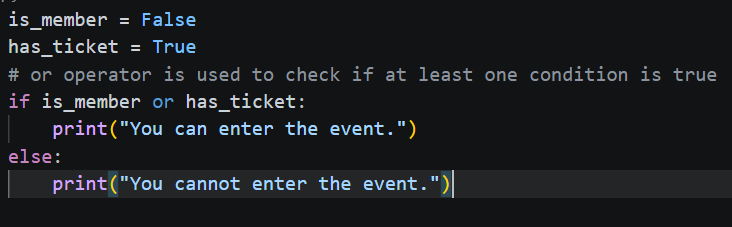 is_member = False
has_ticket = True
# or operator is used to check if at least one condition is true
if is_member or has_ticket:
    print("You can enter the event.")
else:
    print("You cannot enter the event.")